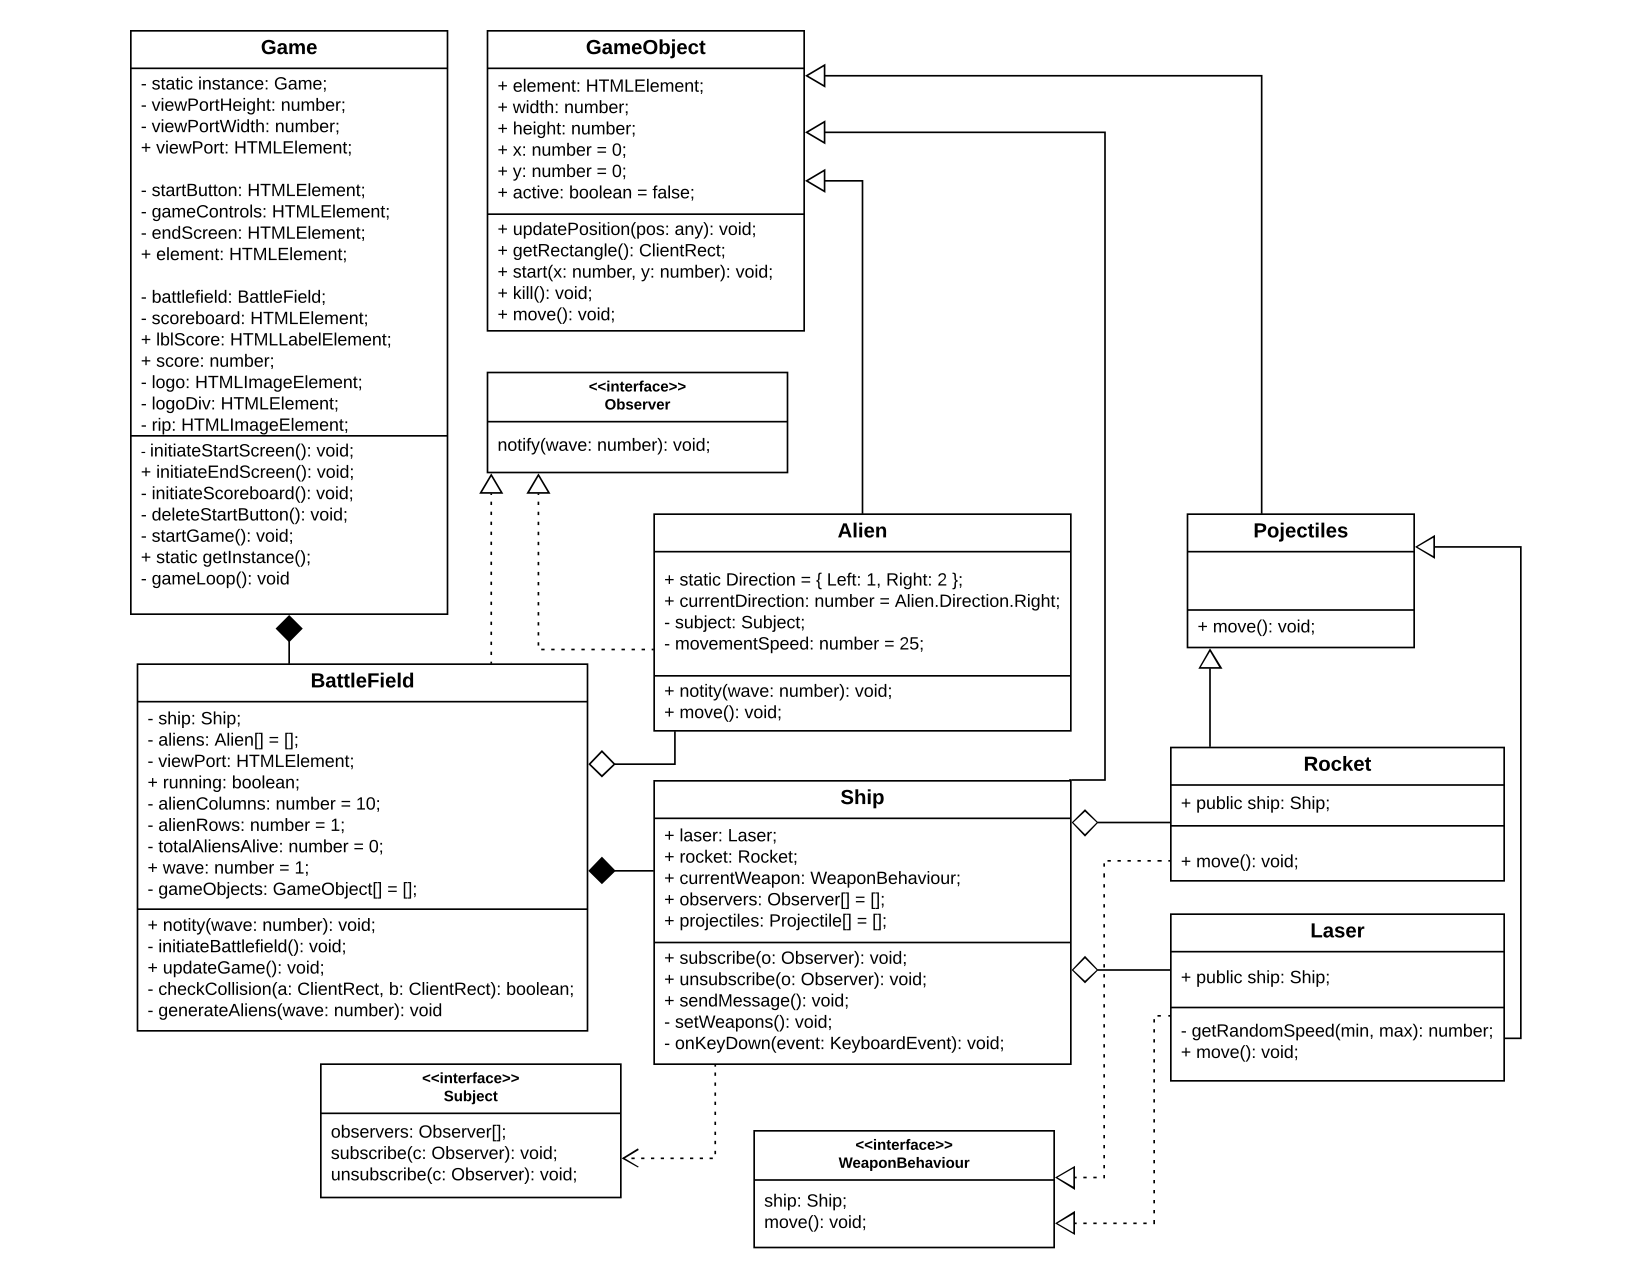 Game
- static instance: Game;
- viewPortHeight: number;
- viewPortWidth: number;
+ viewPort: HTMLElement;
- startButton: HTMLElement;
- gameControls: HTMLElement;
- endScreen: HTMLElement;
+ element: HTMLElement;
- battlefield: BattleField;
- scoreboard: HTMLElement;
+ lblScore: HTMLLabelElement;
+ score: number;
- logo: HTMLImageElement;
- logoDiv: HTMLElement;
- rip: HTMLImageElement;
- initiateStartScreen(): void;
+ initiateEndScreen(): void;
- initiateScoreboard(): void;
- deleteStartButton(): void;
- startGame(): void;
+ static getInstance();
- gameLoop(): void
GameObject
+ element: HTMLElement;
+ width: number;
+ height: number;
+ x: number = 0;
+ y: number = 0;
+ active: boolean = false;
+ updatePosition(pos: any): void;
+ getRectangle(): ClientRect;
+ start(x: number, y: number): void;
+ kill(): void;
+ move(): void;
<<interface>>
Observer
notify(wave: number): void;
Alien
+ static Direction = { Left: 1, Right: 2 };
+ currentDirection: number = Alien.Direction.Right;
- subject: Subject;
- movementSpeed: number = 25;
+ notity(wave: number): void;
+ move(): void;
Pojectiles
+ move(): void;
BattleField
- ship: Ship;
- aliens: Alien[] = [];
- viewPort: HTMLElement;
+ running: boolean;
- alienColumns: number = 10;
- alienRows: number = 1;
- totalAliensAlive: number = 0;
+ wave: number = 1;
- gameObjects: GameObject[] = [];
+ notity(wave: number): void;
- initiateBattlefield(): void;
+ updateGame(): void;
- checkCollision(a: ClientRect, b: ClientRect): boolean;
- generateAliens(wave: number): void
Ship
+ laser: Laser;
+ rocket: Rocket;
+ currentWeapon: WeaponBehaviour;
+ observers: Observer[] = [];
+ projectiles: Projectile[] = [];
+ subscribe(o: Observer): void;
+ unsubscribe(o: Observer): void;
+ sendMessage(): void;
- setWeapons(): void;
- onKeyDown(event: KeyboardEvent): void;
Rocket
+ public ship: Ship;
+ move(): void;
Laser
+ public ship: Ship;
- getRandomSpeed(min, max): number;
+ move(): void;
<<interface>>
Subject
observers: Observer[];
subscribe(c: Observer): void;
unsubscribe(c: Observer): void;
<<interface>>
WeaponBehaviour
ship: Ship;
move(): void;